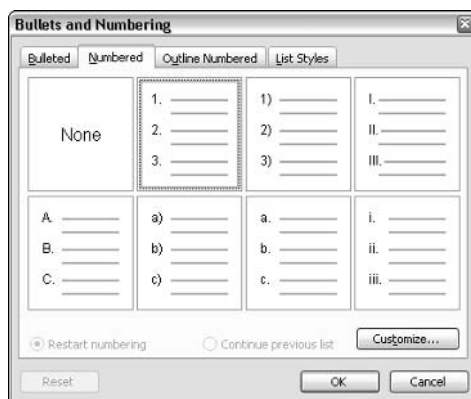 Bullets and Numbering
Bulleted Numbered Outline Numbered List Styles
None
1.
2.
3.
1)
2)
3)
I.
II.
III.
A.
B.
C.
a)
b)
c)
a.
b.
c.
i.
ii.
iii.
Restart numbering Continue previous list Customize...
Reset OK Cancel